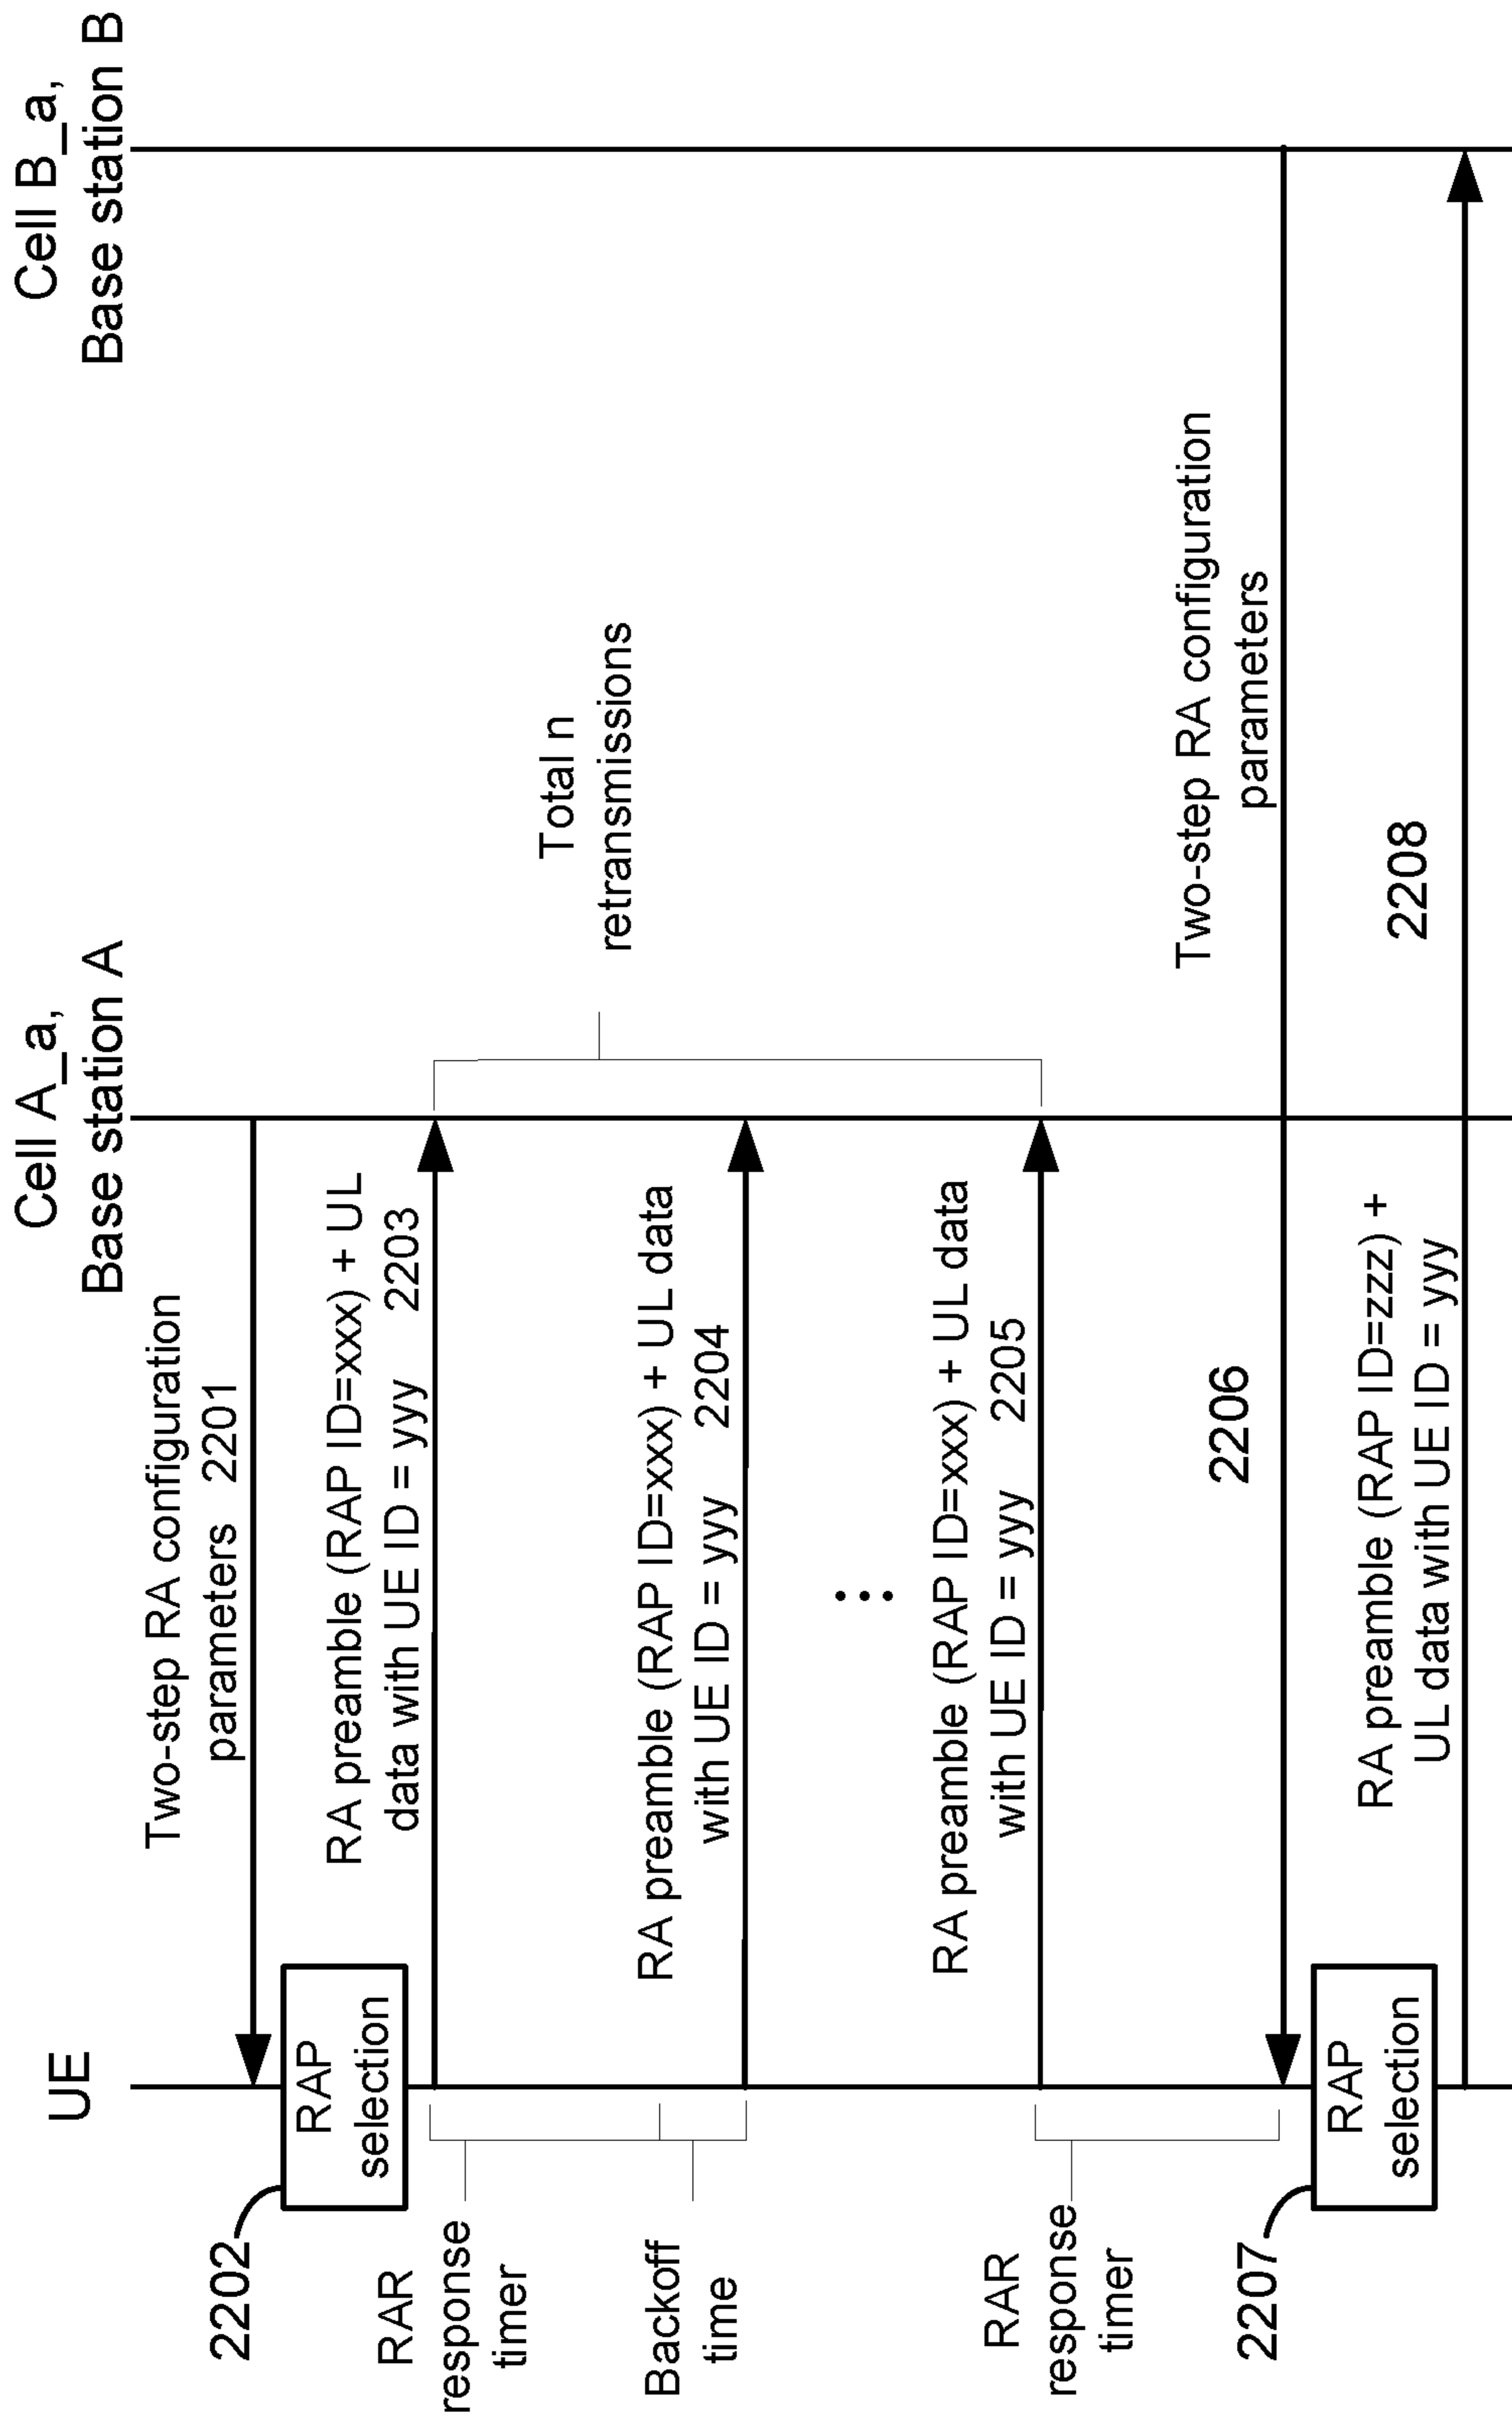 UE
Cell A_a,
Base station A
Cell B_a,
Base station B
Two-step RA configuration
parameters 2201
2202
RAP
selection
RA preamble (RAP ID=xxx) + UL
data with UE ID = yyy 2203
RAR
response
timer
Total n
retransmissions
Backoff
time
RA preamble (RAP ID=xxx) + UL data
with UE ID = yyy 2204
RA preamble (RAP ID=xxx) + UL data
with UE ID = yyy 2205
RAR
response
timer
Two-step RA configuration
parameters
2206
2207
RAP
selection
RA preamble (RAP ID=zzz) +
UL data with UE ID = yyy
2208